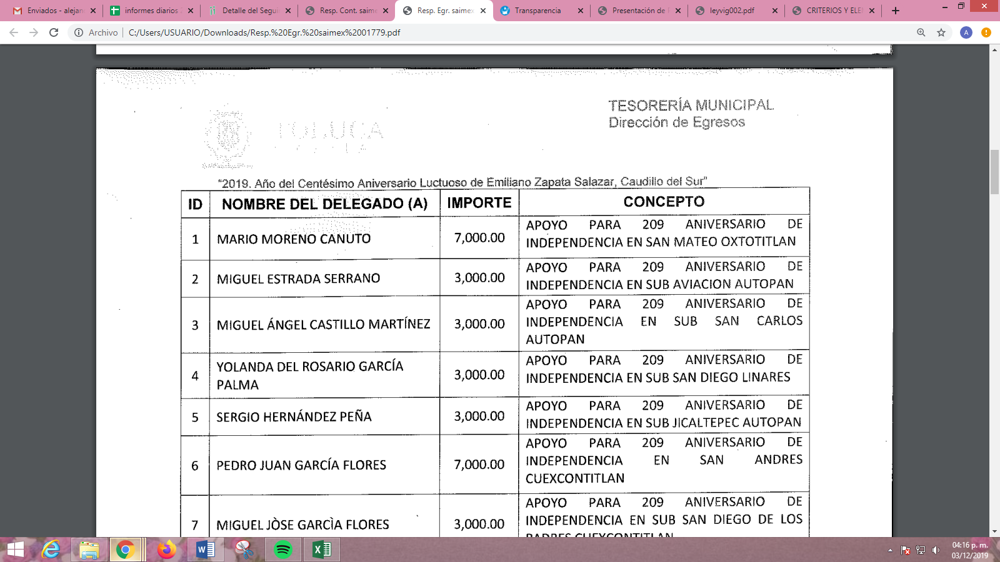 Enviados - alejan
informes diarios
Detalle del Segui
Resp. Cont. saime
Resp. Egr. saimex
Transparencia
Presentación de
leyvig002.pdf
CRITERIOS Y ELE
Archivo
C:/Users/USUARIO/Downloads/Resp.%20Egr.%20saimex%2001779.pdf
A
TESORERÍA MUNICIPAL
Dirección de Egresos
TOLUCA
"2019. Año del Centésimo Aniversario Luctuoso de Emiliano Zapata Salazar, Caudillo del Sur"
ID NOMBRE DEL DELEGADO (A) IMPORTE CONCEPTO
1 MARIO MORENO CANUTO 7,000.00
APOYO PARA 209 ANIVERSARIO DE
INDEPENDENCIA EN SAN MATEO OXTOTITLAN
2 MIGUEL ESTRADA SERRANO 3,000.00
APOYO PARA 209 ANIVERSARIO DE
INDEPENDENCIA EN SUB AVIACION AUTOPAN
3 MIGUEL ÁNGEL CASTILLO MARTÍNEZ 3,000.00
APOYO PARA 209 ANIVERSARIO DE
INDEPENDENCIA EN SUB SAN CARLOS
AUTOPAN
4 YOLANDA DEL ROSARIO GARCÍA
PALMA
3,000.00
APOYO PARA 209 ANIVERSARIO DE
INDEPENDENCIA EN SUB SAN DIEGO LINARES
5 SERGIO HERNÁNDEZ PEÑA 3,000.00
APOYO PARA 209 ANIVERSARIO DE
INDEPENDENCIA EN SUB JICALTEPEC AUTOPAN
6 PEDRO JUAN GARCÍA FLORES 7,000.00
APOYO PARA 209 ANIVERSARIO DE
INDEPENDENCIA EN SAN ANDRES
CUEXCONTITLAN
7 MIGUEL JÒSE GARCÌA FLORES 3,000.00
APOYO PARA 209 ANIVERSARIO DE
INDEPENDENCIA EN SUB SAN DIEGO DE LOS
PADRES CUEXCONTITLAN
04:16 p. m.
03/12/2019